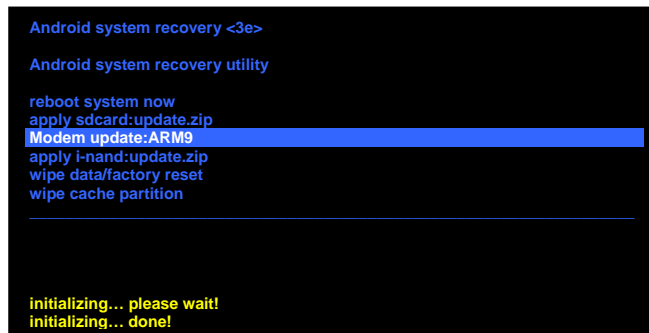 Android system recovery <3e>
Android system recovery utility
reboot system now
apply sdcard:update.zip
Modem update:ARM9
apply i-nand:update.zip
wipe data/factory reset
wipe cache partition
initializing… please wait!
initializing… done!